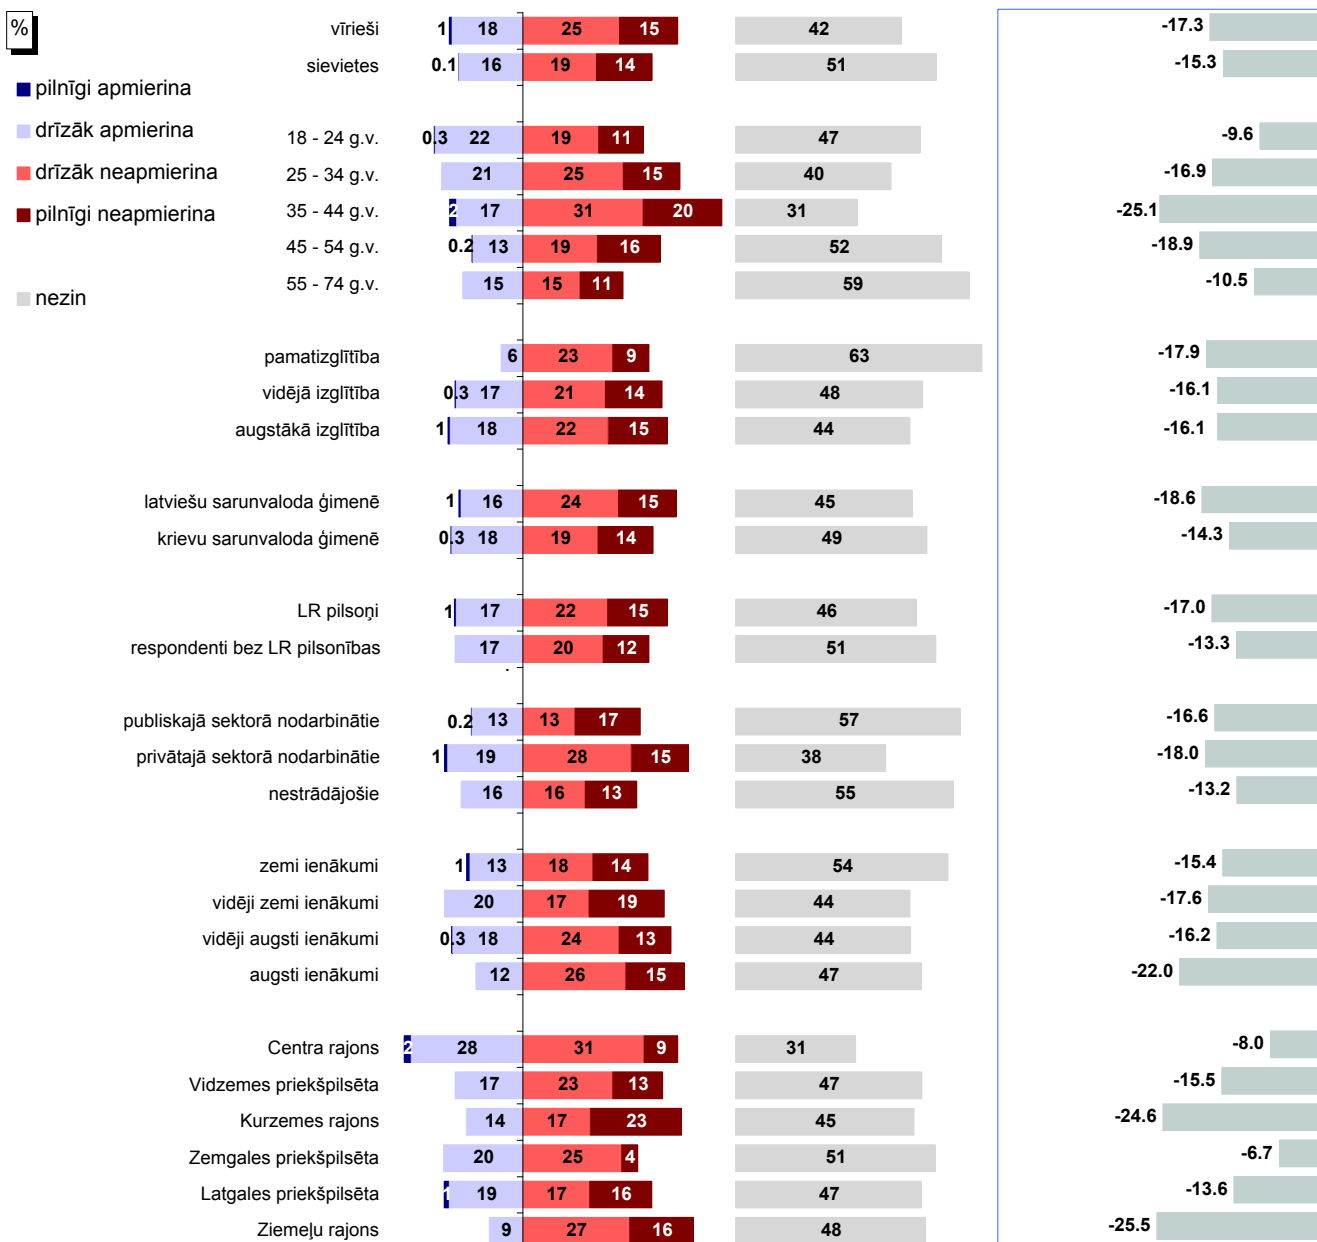 %
pilnīgi apmierina
drīzāk apmierina
drīzāk neapmierina
pilnīgi neapmierina
nezin
vīrieši 1 18 25 15 42 -17.3
sievietes 0.1 16 19 14 51 -15.3
18 - 24 g.v. 0.3 22 19 11 47 -9.6
25 - 34 g.v. 21 25 15 40 -16.9
35 - 44 g.v. 2 17 31 20 31 -25.1
45 - 54 g.v. 0.2 13 19 16 52 -18.9
55 - 74 g.v. 15 15 11 59 -10.5
pamatizglītība 6 23 9 63 -17.9
vidējā izglītība 0.3 17 21 14 48 -16.1
augstākā izglītība 1 18 22 15 44 -16.1
latviešu sarunvaloda ģimenē 1 16 24 15 45 -18.6
krievu sarunvaloda ģimenē 0.3 18 19 14 49 -14.3
LR pilsoņi 1 17 22 15 46 -17.0
respondenti bez LR pilsonības 17 20 12 51 -13.3
publiskajā sektorā nodarbinātie 0.2 13 13 17 57 -16.6
privātajā sektorā nodarbinātie 1 19 28 15 38 -18.0
nestrādājošie 16 16 13 55 -13.2
zemi ienākumi 1 13 18 14 54 -15.4
vidēji zemi ienākumi 20 17 19 44 -17.6
vidēji augsti ienākumi 0.3 18 24 13 44 -16.2
augsti ienākumi 12 26 15 47 -22.0
Centra rajons 2 28 31 9 31 -8.0
Vidzemes priekšpilsēta 17 23 13 47 -15.5
Kurzemes rajons 14 17 23 45 -24.6
Zemgales priekšpilsēta 20 25 4 51 -6.7
Latgales priekšpilsēta 1 19 17 16 47 -13.6
Ziemeļu rajons 9 27 16 48 -25.5